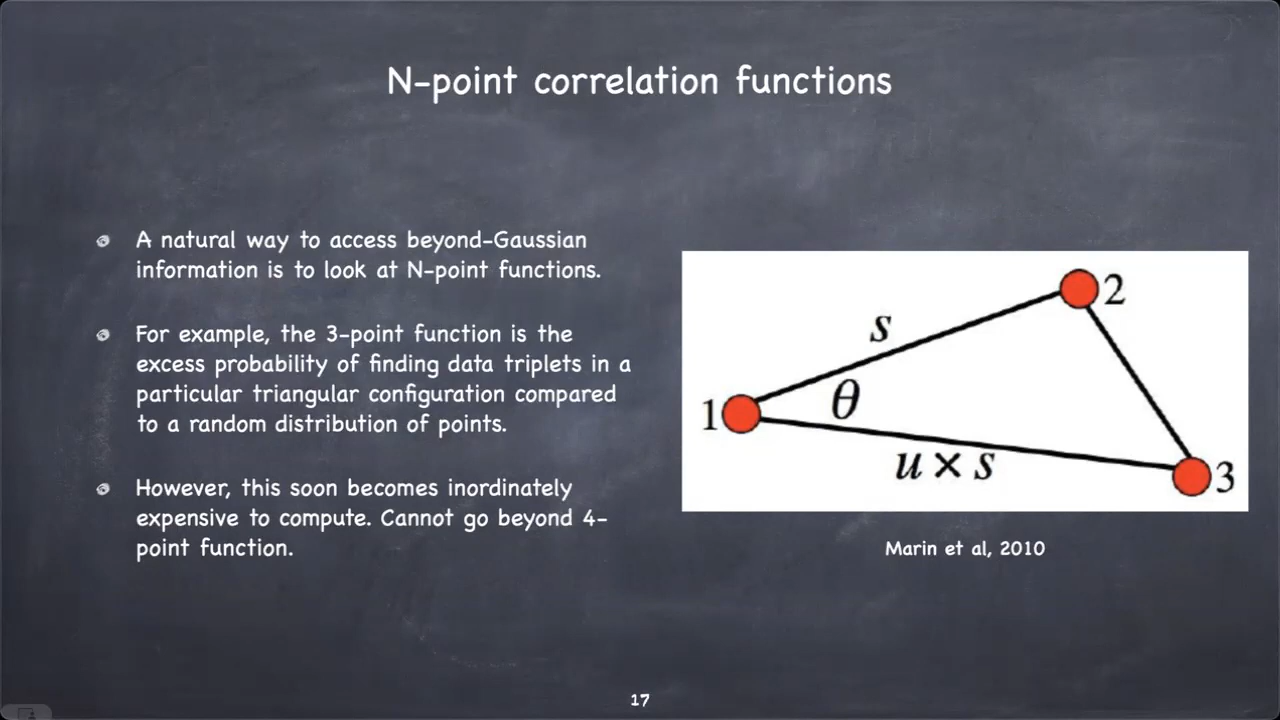 N-point correlation functions
A natural way to access beyond-Gaussian
information is to look at N-point functions.
For example, the 3-point function is the
excess probability of finding data triplets in a
particular triangular configuration compared
to a random distribution of points.
However, this soon becomes inordinately
expensive to compute. Cannot go beyond 4-
point function.
2
s
θ
1
u × s
3
Marin et al, 2010
17